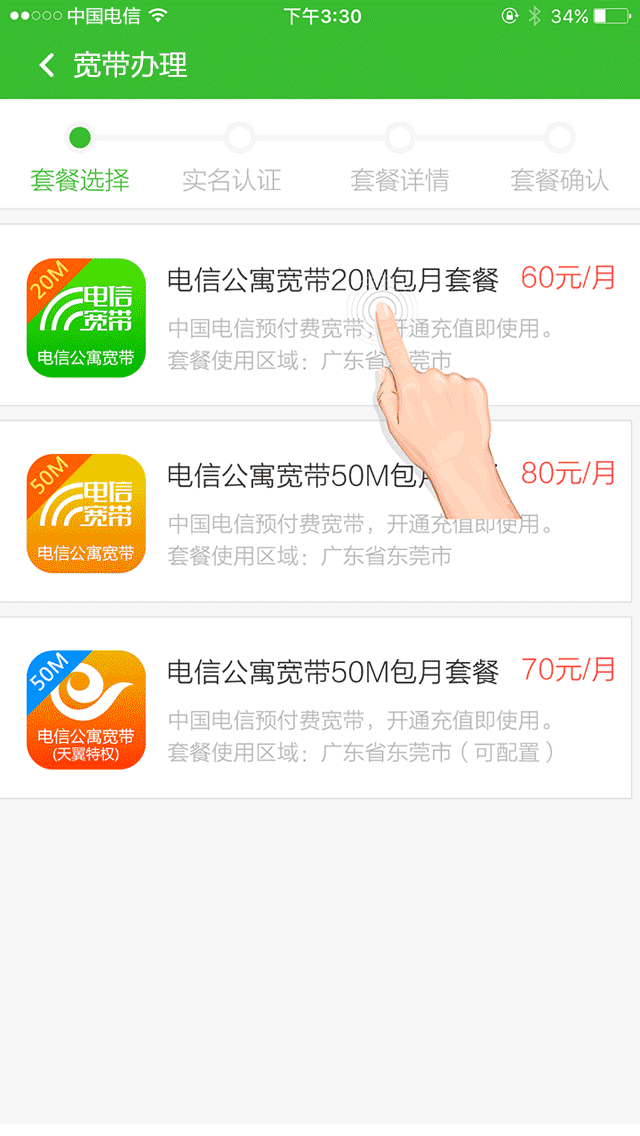 中国电信 下午3:30 34%
宽带办理
套餐选择 实名认证 套餐详情 套餐确认
20M
电信
宽带
电信公寓宽带
电信公寓宽带20M包月套餐 60元/月
中国电信预付费宽带，开通充值即使用。
套餐使用区域：广东省东莞市
50M
电信
宽带
电信公寓宽带
电信公寓宽带50M包月 80元/月
中国电信预付费宽带，开通充值即使用。
套餐使用区域：广东省东莞市
50M
电信公寓宽带
(天翼特权)
电信公寓宽带50M包月套餐 70元/月
中国电信预付费宽带，开通充值即使用。
套餐使用区域：广东省东莞市（可配置）